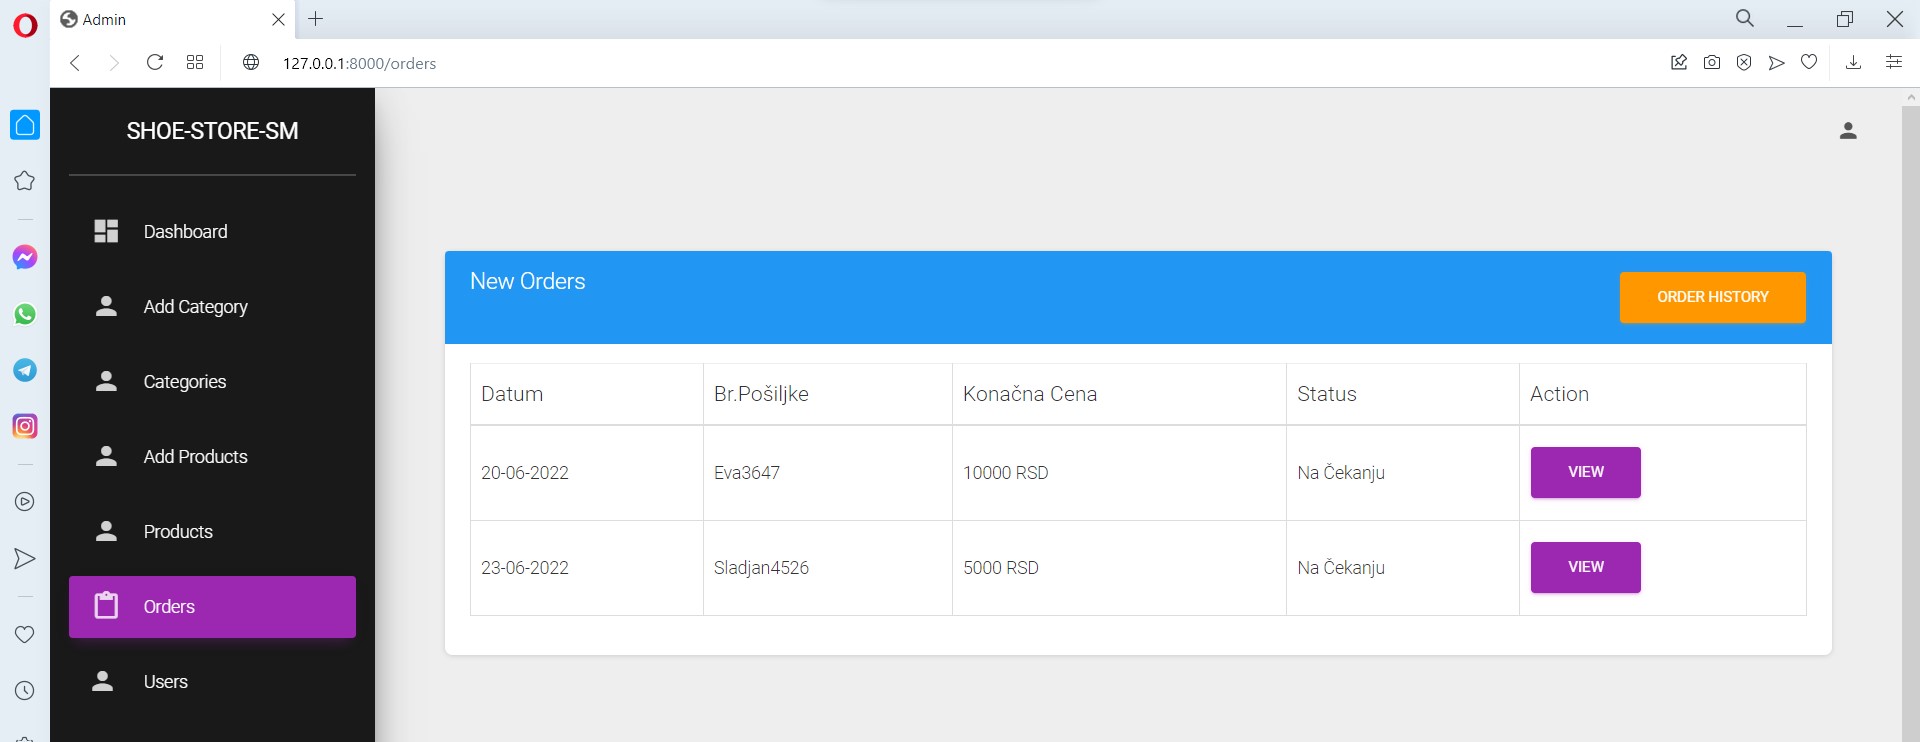 Admin
127.0.0.1:8000/orders
SHOE-STORE-SM
Dashboard
Add Category
Categories
Add Products
Products
Orders
Users
New Orders
ORDER HISTORY
Datum Br.Pošiljke Konačna Cena Status Action
20-06-2022 Eva3647 10000 RSD Na Čekanju VIEW
23-06-2022 Sladjan4526 5000 RSD Na Čekanju VIEW